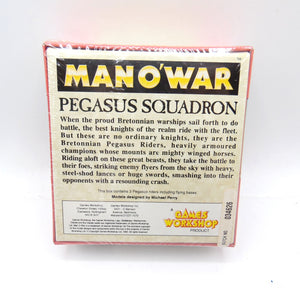 MAN O'WAR
PEGASUS SQUADRON
When the proud Bretonnian warships sail forth to do
battle, the best knights of the realm ride with the fleet.
But these are no ordinary knights, they are the
Bretonnian Pegasus Riders, heavily armoured
champions whose mounts are mighty winged horses.
Riding aloft on these great beasts, they take the battle to
their foes, striking enemy flyers from the sky with heavy,
steel-shod lances or huge swords, smashing into their
opponents with a resounding crash.
This box contains 3 Pegasus riders including flying bases
Models designed by Michael Perry
A
GAMES
WORKSHOP
PRODUCT
034626